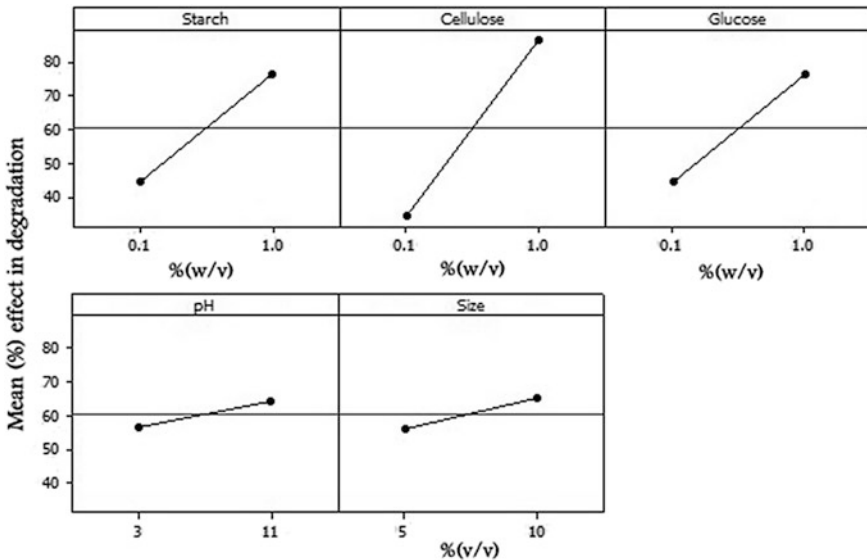 Starch Cellulose Glucose
80
70
60
50
40
0.1 1.0 0.1 1.0 0.1 1.0
%(w/v) %(w/v) %(w/v)
Mean (%) effect in degradation
pH Size
80
70
60
50
40
3 11 5 10
%(v/v)